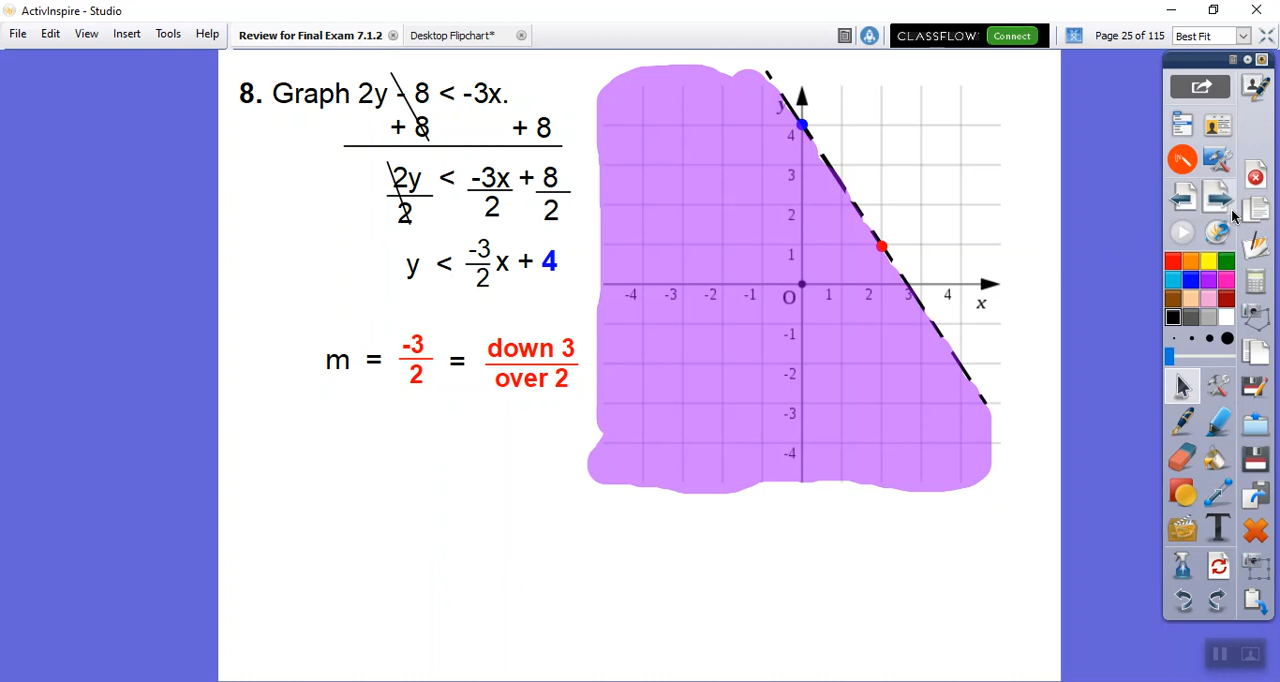 ActivInspire - Studio
File Edit View Insert Tools Help Review for Final Exam 7.1.2 Desktop Flipchart* CLASSFLOW Connect Page 25 of 115 Best Fit
8. Graph 2y - 8 < -3x.
+ 8 + 8
2y < -3x + 8
2 2 2
y < -3/2 x + 4
m = -3/2 = down 3/over 2
y
4
3
2
1
-4 -3 -2 -1 O 1 2 3 4 x
-1
-2
-3
-4
T